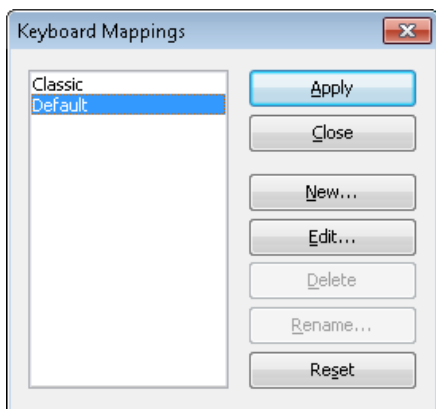 Keyboard Mappings
Classic
Default
Apply
Close
New...
Edit...
Delete
Rename...
Reset